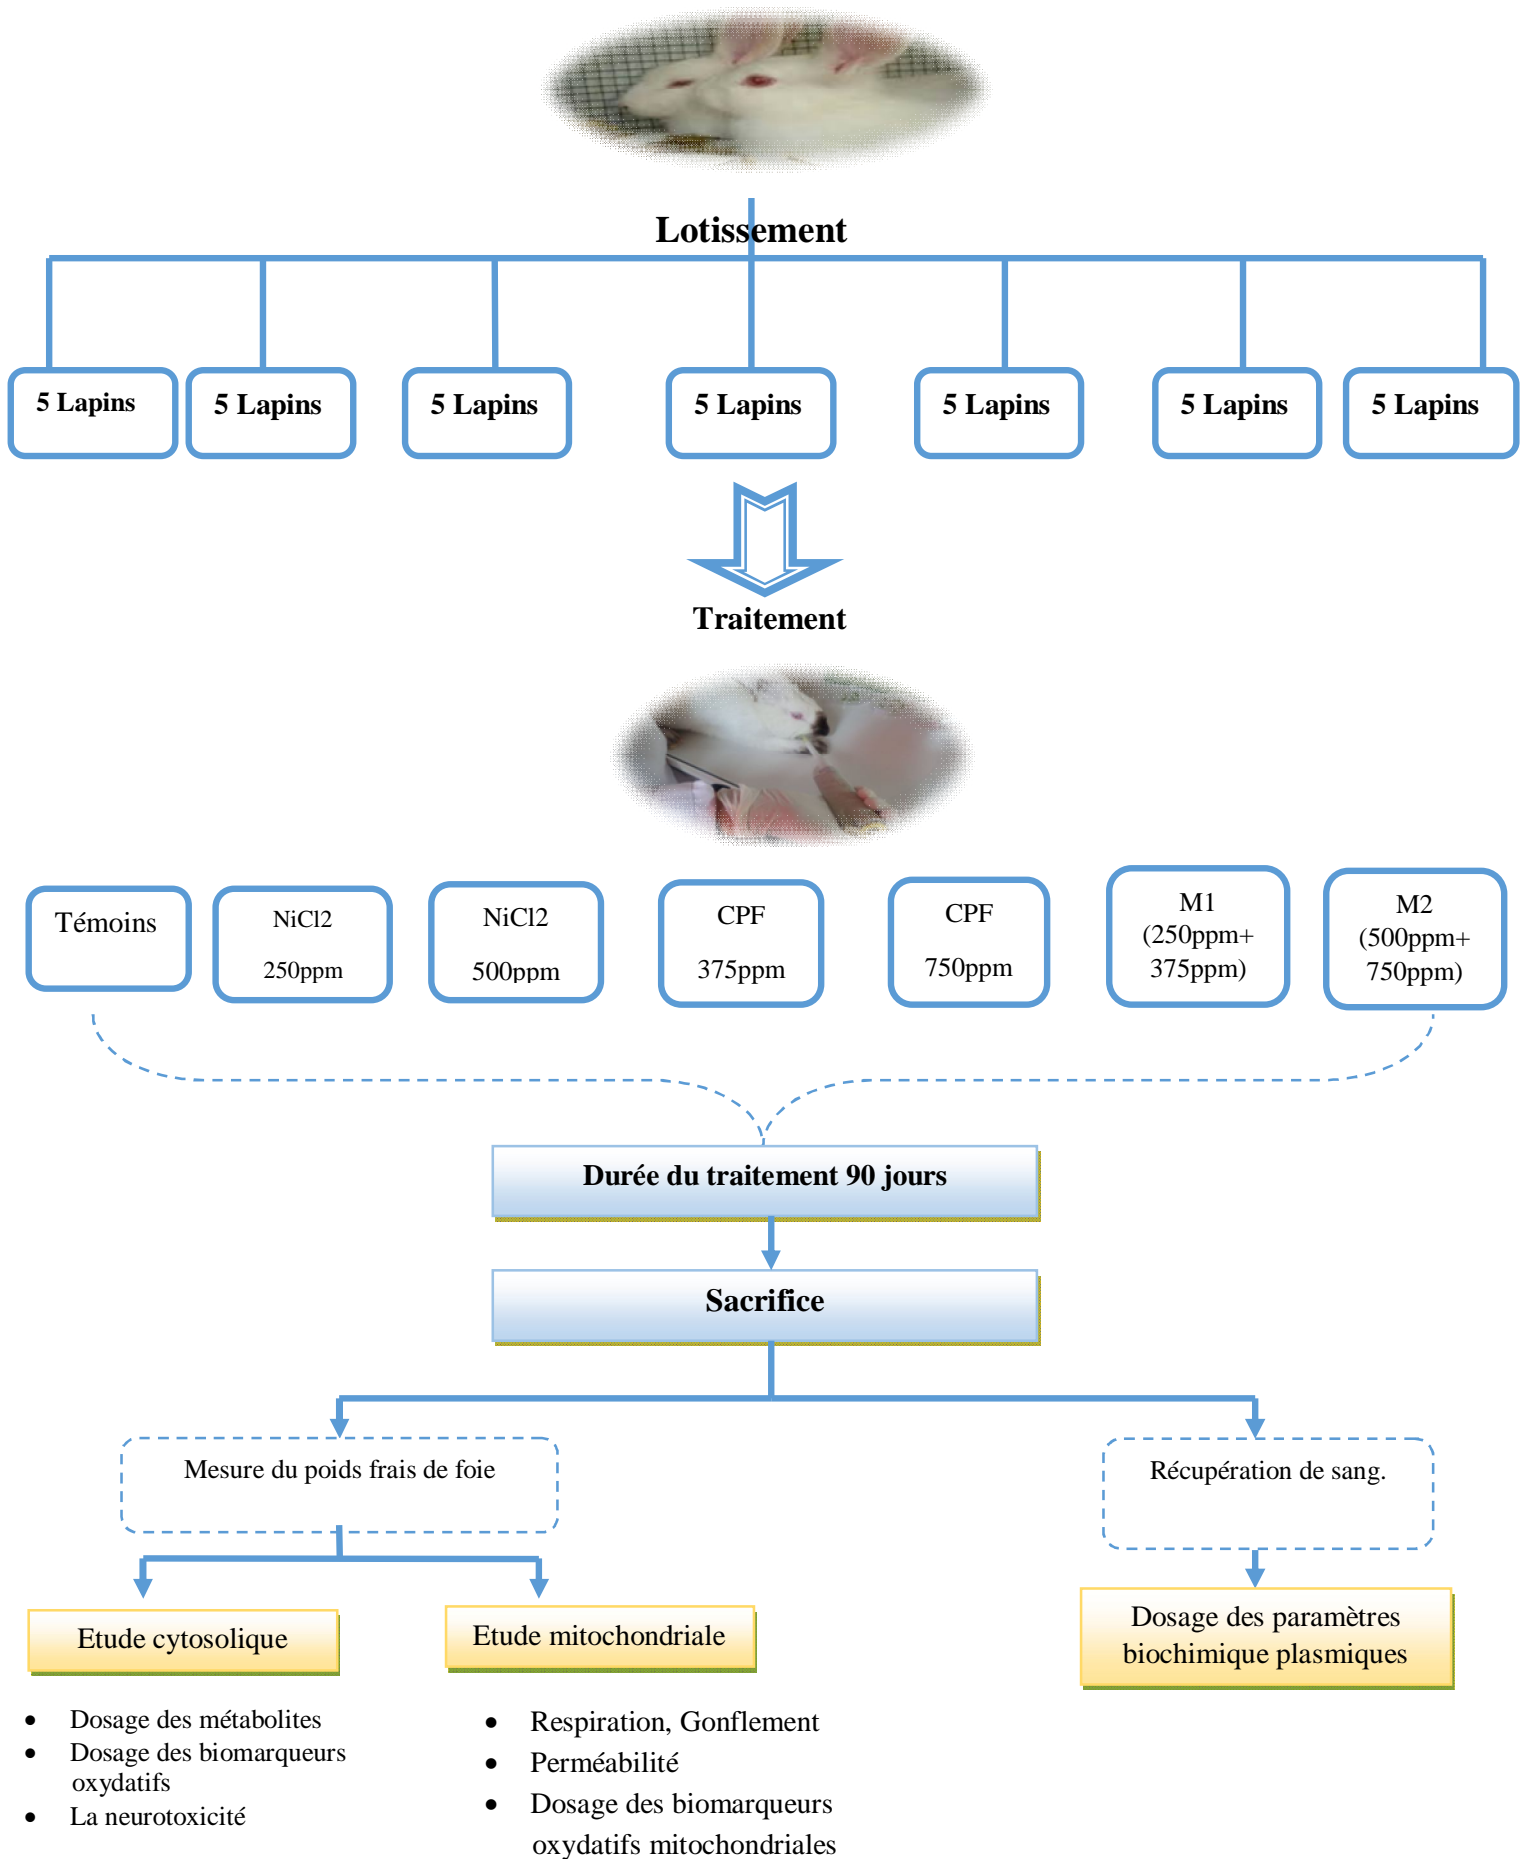 Lotissement
5 Lapins
5 Lapins
5 Lapins
5 Lapins
5 Lapins
5 Lapins
5 Lapins
Traitement
Témoins
NiCl2
250ppm
NiCl2
500ppm
CPF
375ppm
CPF
750ppm
M1
(250ppm+
375ppm)
M2
(500ppm+
750ppm)
Durée du traitement 90 jours
Sacrifice
Mesure du poids frais de foie
Récupération de sang.
Etude cytosolique
Etude mitochondriale
Dosage des paramètres
biochimique plasmiques
• Dosage des métabolites
• Dosage des biomarqueurs
oxydatifs
• La neurotoxicité
• Respiration, Gonflement
• Perméabilité
• Dosage des biomarqueurs
oxydatifs mitochondriales